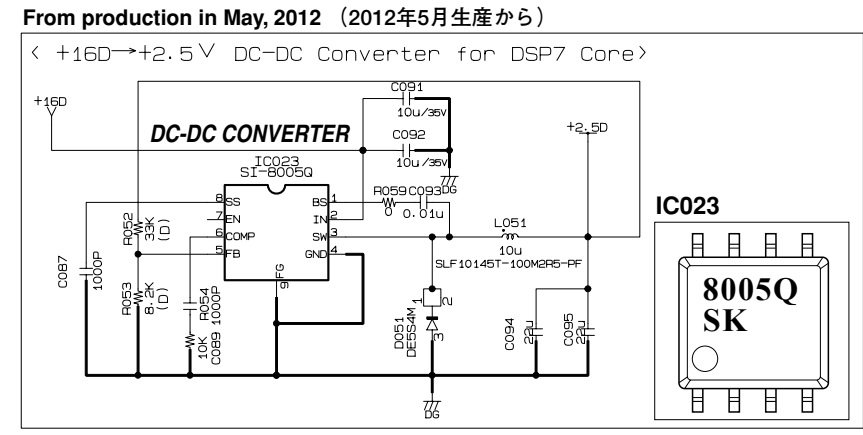 From production in May, 2012 （2012年5月生産から）
< +16D→+2.5V DC-DC Converter for DSP7 Core>
C091
10u/35V
+16D
DC-DC CONVERTER
C092
10u/35V
+2.5D
DG
IC023
SI-8005Q
R059
0
C093
0.01u
8 SS
7 EN
6 COMP
5 FB
BS 1
IN 2
SW 3
GND 4
FG
9
R052
33K
(D)
L051
10u
SLF10145T-100M2R5-PF
C087
1000P
R053
8.2K
(D)
R054
10K
C089
1000P
1
2
3
D051
DE5S4M
C094
22u
C095
22u
DG
IC023
8005Q
SK